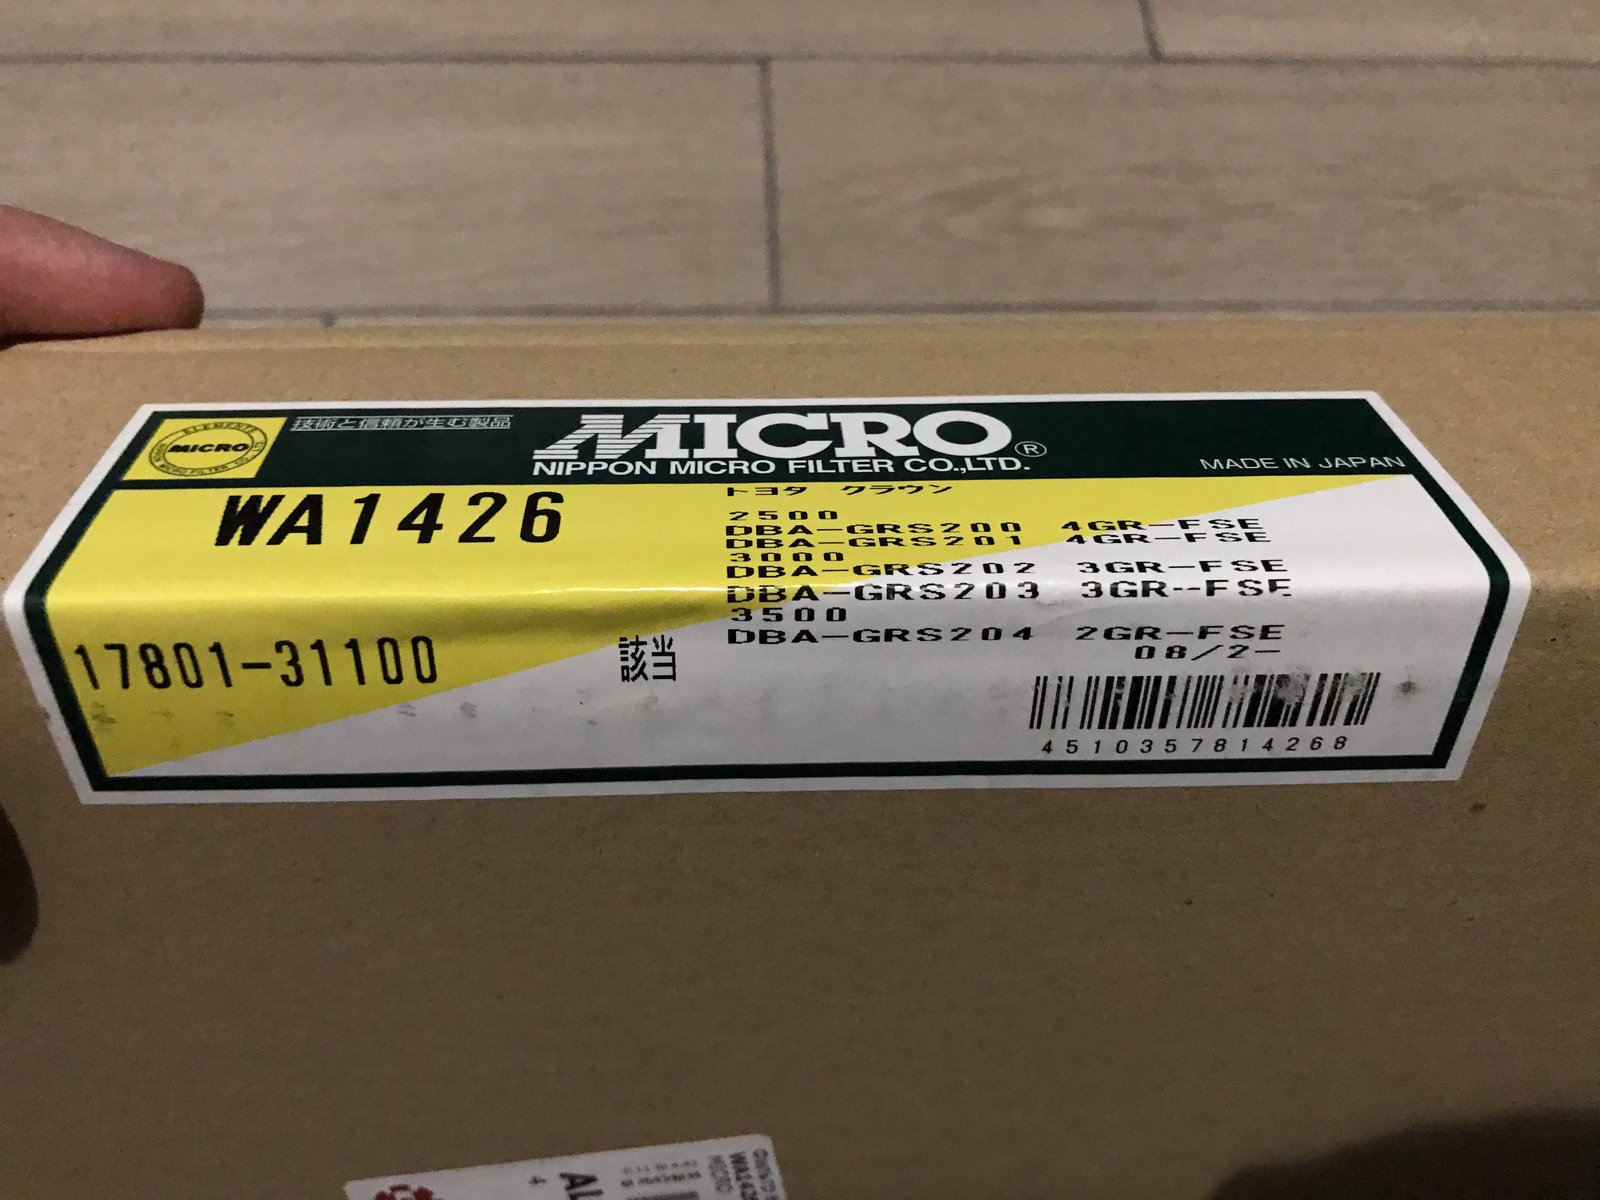 技術と信頼が生む製品
MICRO
MICRO®
NIPPON MICRO FILTER CO.,LTD.
MADE IN JAPAN
WA1426
トヨタ クラウン
2500
DBA-GRS200 4GR-FSE
DBA-GRS201 4GR-FSE
3000
DBA-GRS202 3GR-FSE
DBA-GRS203 3GR-FSE
3500
DBA-GRS204 2GR-FSE
08/2-
17801-31100
該当
4510357814268